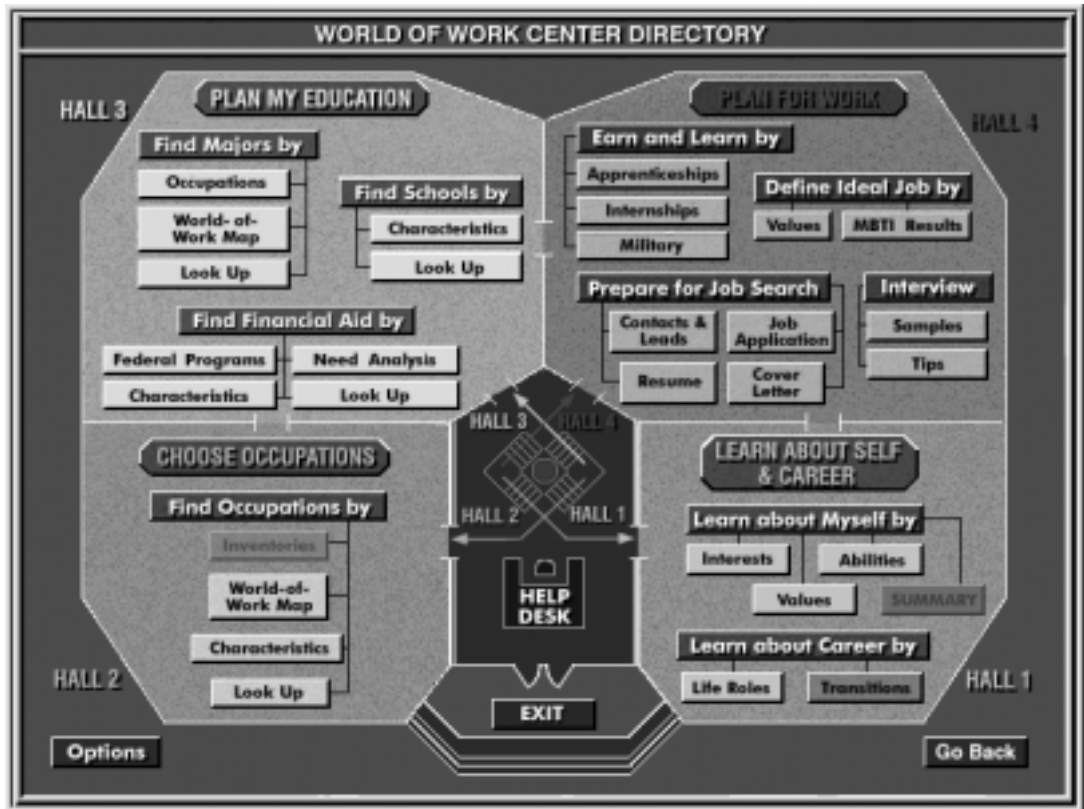 WORLD OF WORK CENTER DIRECTORY
HALL 3
PLAN MY EDUCATION
Find Majors by
Occupations
World- of-
Work Map
Look Up
Find Schools by
Characteristics
Look Up
Find Financial Aid by
Federal Programs
Need Analysis
Characteristics
Look Up
PLAN FOR WORK
HALL 4
Earn and Learn by
Apprenticeships
Internships
Military
Define Ideal Job by
Values
MBTI Results
Prepare for Job Search
Contacts &
Leads
Job
Application
Resume
Cover
Letter
Interview
Samples
Tips
HALL 3
HALL 4
HALL 2
HALL 1
HELP
DESK
EXIT
CHOOSE OCCUPATIONS
Find Occupations by
Inventories
World-of-
Work Map
Characteristics
Look Up
HALL 2
LEARN ABOUT SELF
& CAREER
Learn about Myself by
Interests
Abilities
Values
SUMMARY
Learn about Career by
Life Roles
Transitions
HALL 1
Options
Go Back